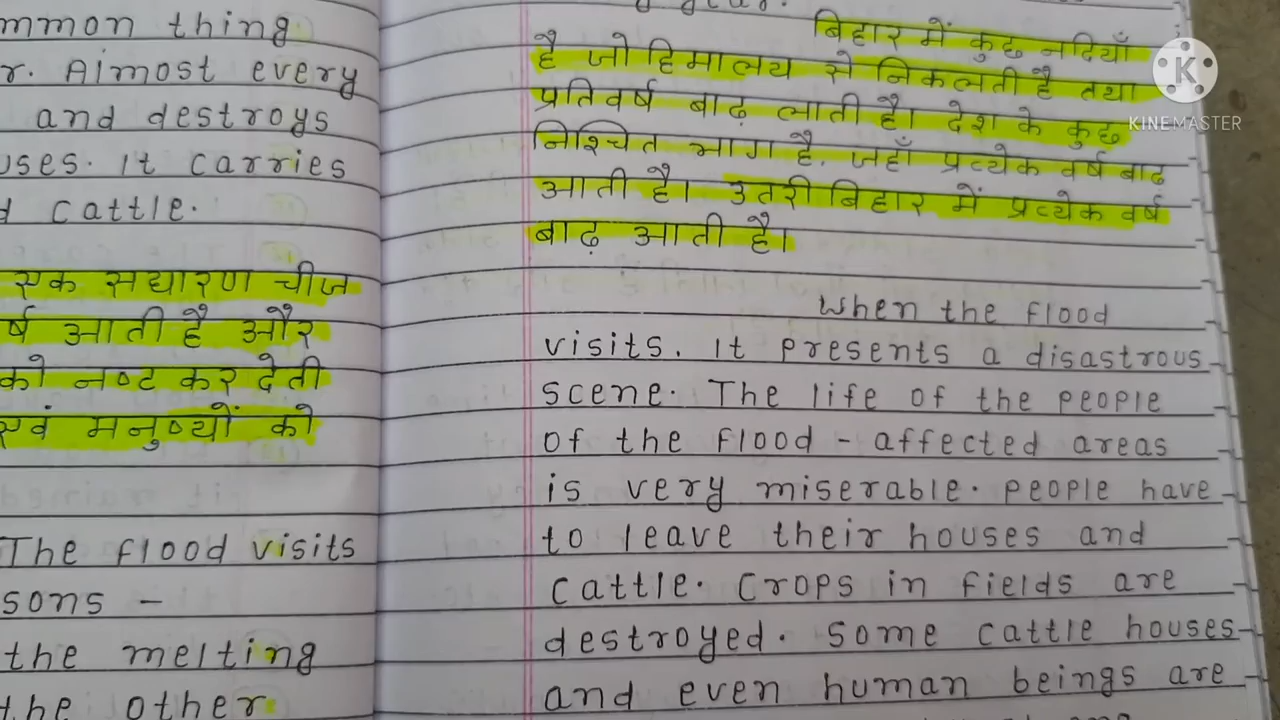 mmon thing
r. Almost every
and destroys
uses. It carries
d cattle.
एक सधारण चीज
र्ष आती है और
को नष्ट कर देती
एवं मनुष्यों को
The flood visits
sons -
the melting
the other
बिहार में कुछ नदियाँ
है जो हिमालय से निकलती है तथा
प्रतिवर्ष बाढ़ लाती है। देश के कुछ
निश्चित भाग है. जहाँ प्रत्येक वर्ष बाढ़
आती है। उतरी बिहार में प्रत्येक वर्ष
बाढ़ आती है।
When the flood
visits. It presents a disastrous
scene. The life of the people
of the flood - affected areas
is very miserable. people have
to leave their houses and
cattle. crops in fields are
destroyed. some cattle houses
and even human beings are
K
KINEMASTER